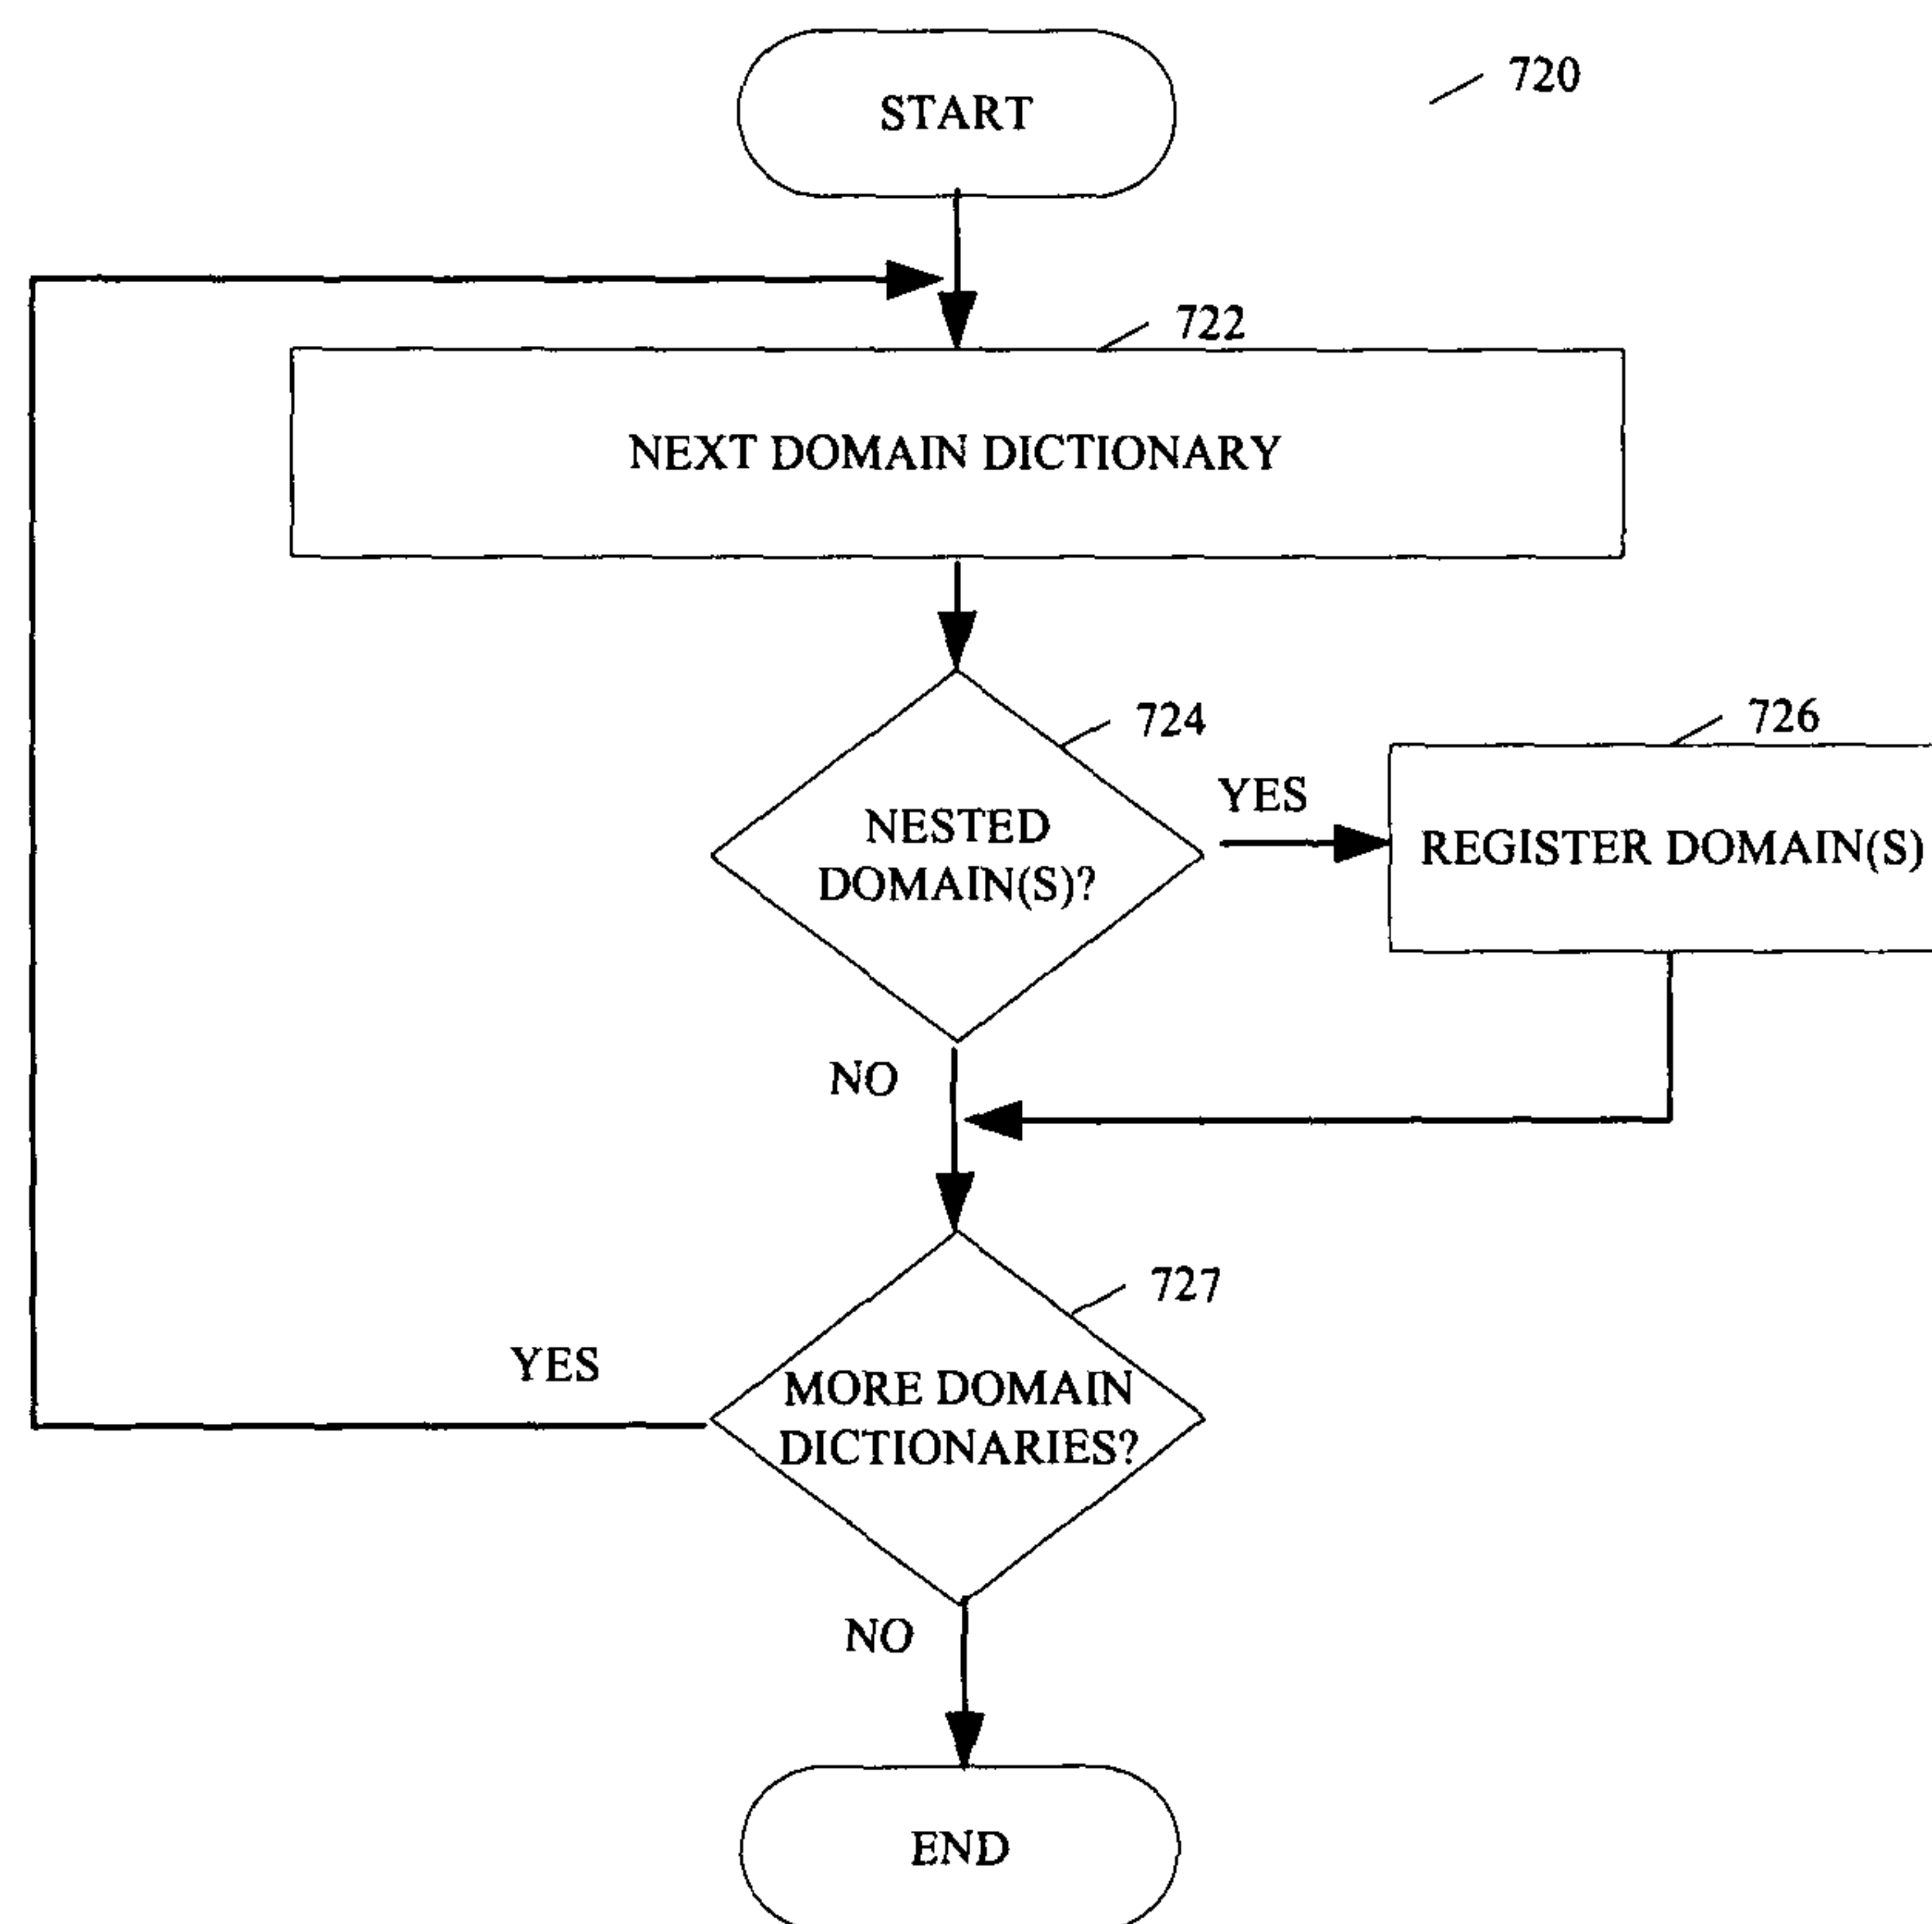 START
720
722
NEXT DOMAIN DICTIONARY
724
726
YES
NESTED
DOMAIN(S)?
REGISTER DOMAIN(S)
NO
727
YES
MORE DOMAIN
DICTIONARIES?
NO
END